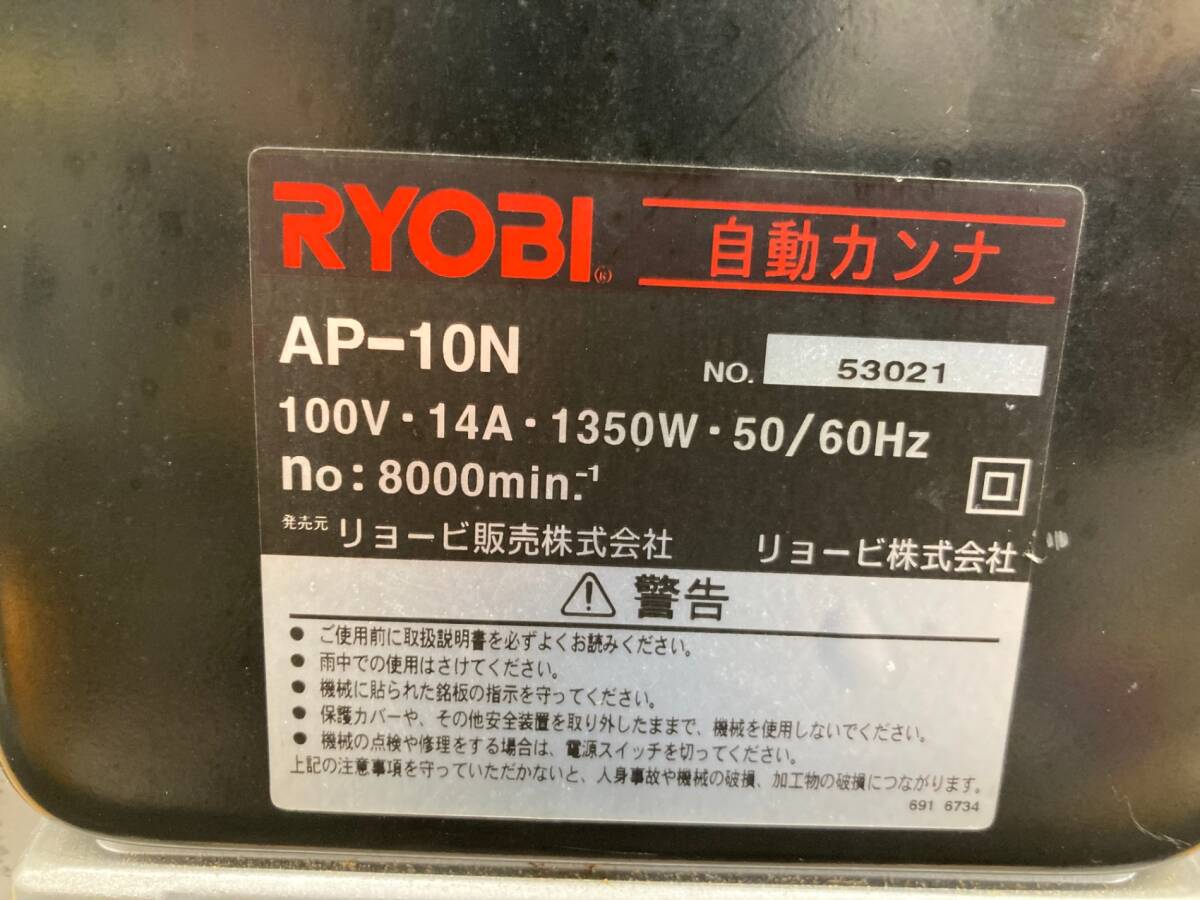 RYOBI®
自動カンナ
AP-10N
NO. 53021
100V・14A・1350W・50/60Hz
no: 8000min.⁻¹
発売元 リョービ販売株式会社 リョービ株式会社
警告
● ご使用前に取扱説明書を必ずよくお読みください。
● 雨中での使用はさけてください。
● 機械に貼られた銘板の指示を守ってください。
● 保護カバーや、その他安全装置を取り外したままで、機械を使用しないでください。
● 機械の点検や修理をする場合は、電源スイッチを切ってください。
上記の注意事項を守っていただかないと、人身事故や機械の破損、加工物の破損につながります。
691 6734